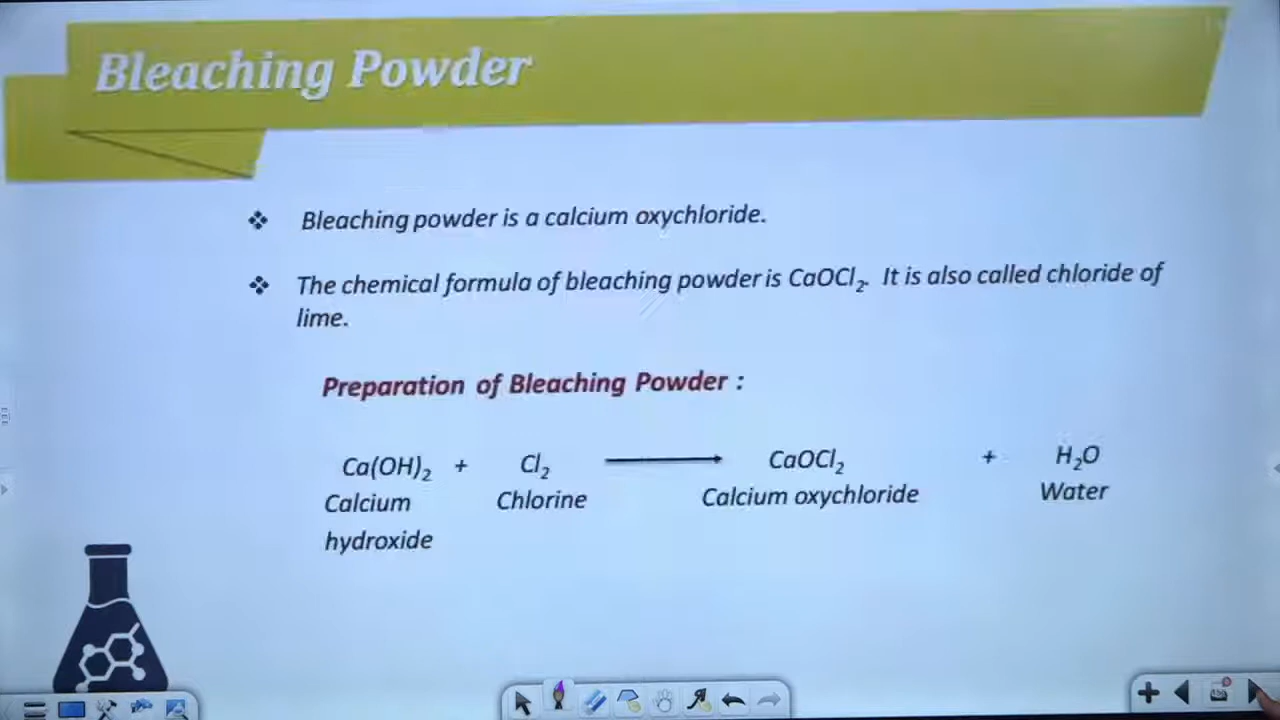 Bleaching Powder
❖ Bleaching powder is a calcium oxychloride.
❖ The chemical formula of bleaching powder is CaOCl₂. It is also called chloride of
lime.
Preparation of Bleaching Powder :
Ca(OH)₂ + Cl₂ ⟶ CaOCl₂ + H₂O
Calcium Chlorine Calcium oxychloride Water
hydroxide